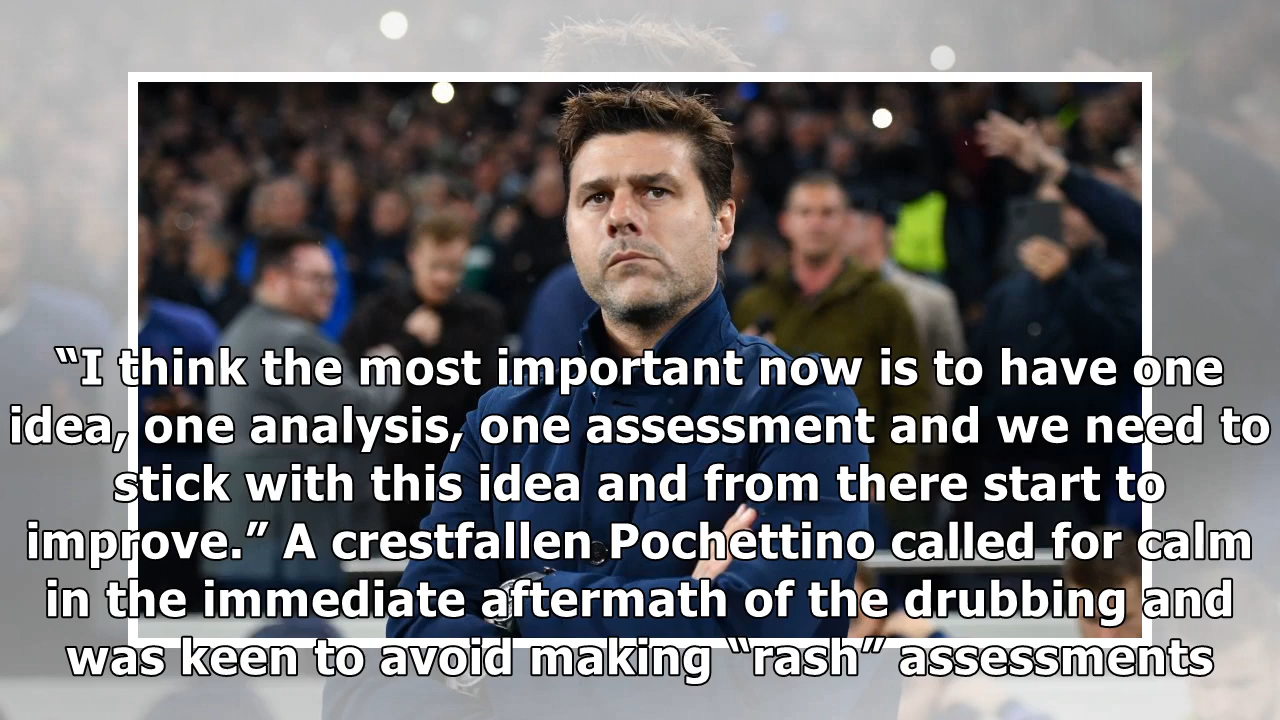 “I think the most important now is to have one
idea, one analysis, one assessment and we need to
stick with this idea and from there start to
improve.” A crestfallen Pochettino called for calm
in the immediate aftermath of the drubbing and
was keen to avoid making “rash” assessments